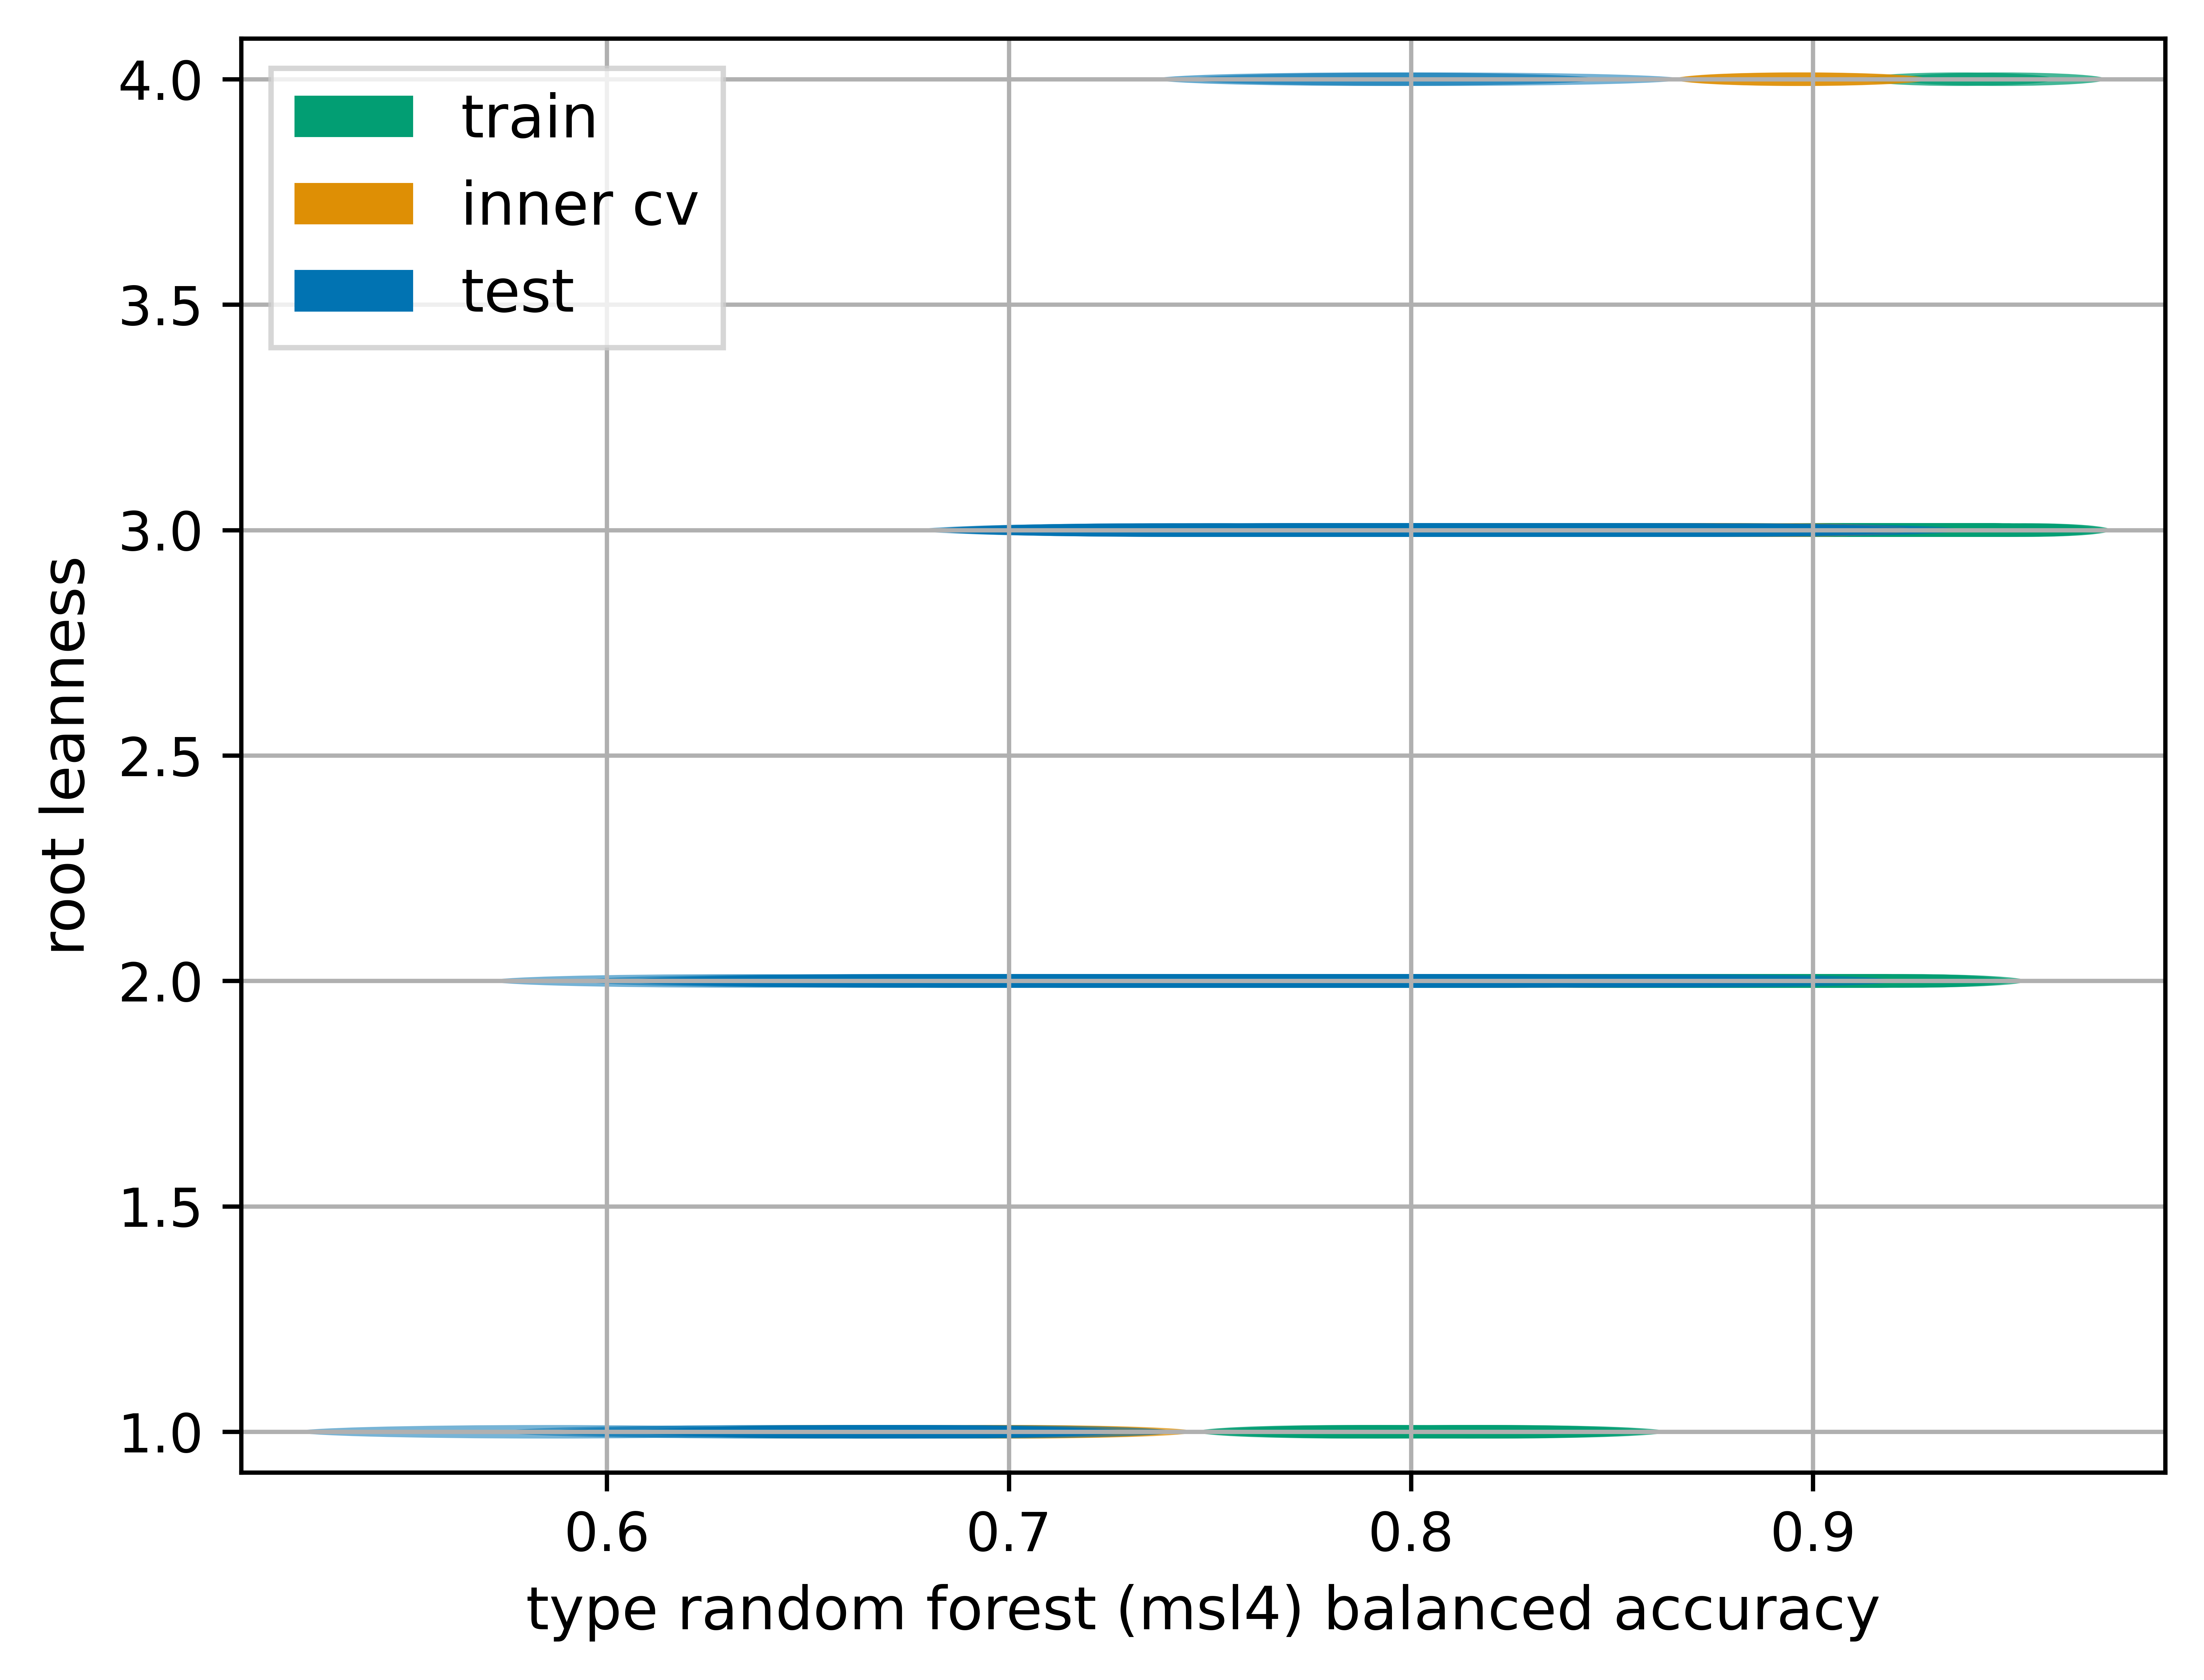 train
inner cv
test
4.0
3.5
3.0
2.5
2.0
1.5
1.0
root leanness
0.6 0.7 0.8 0.9
type random forest (msl4) balanced accuracy